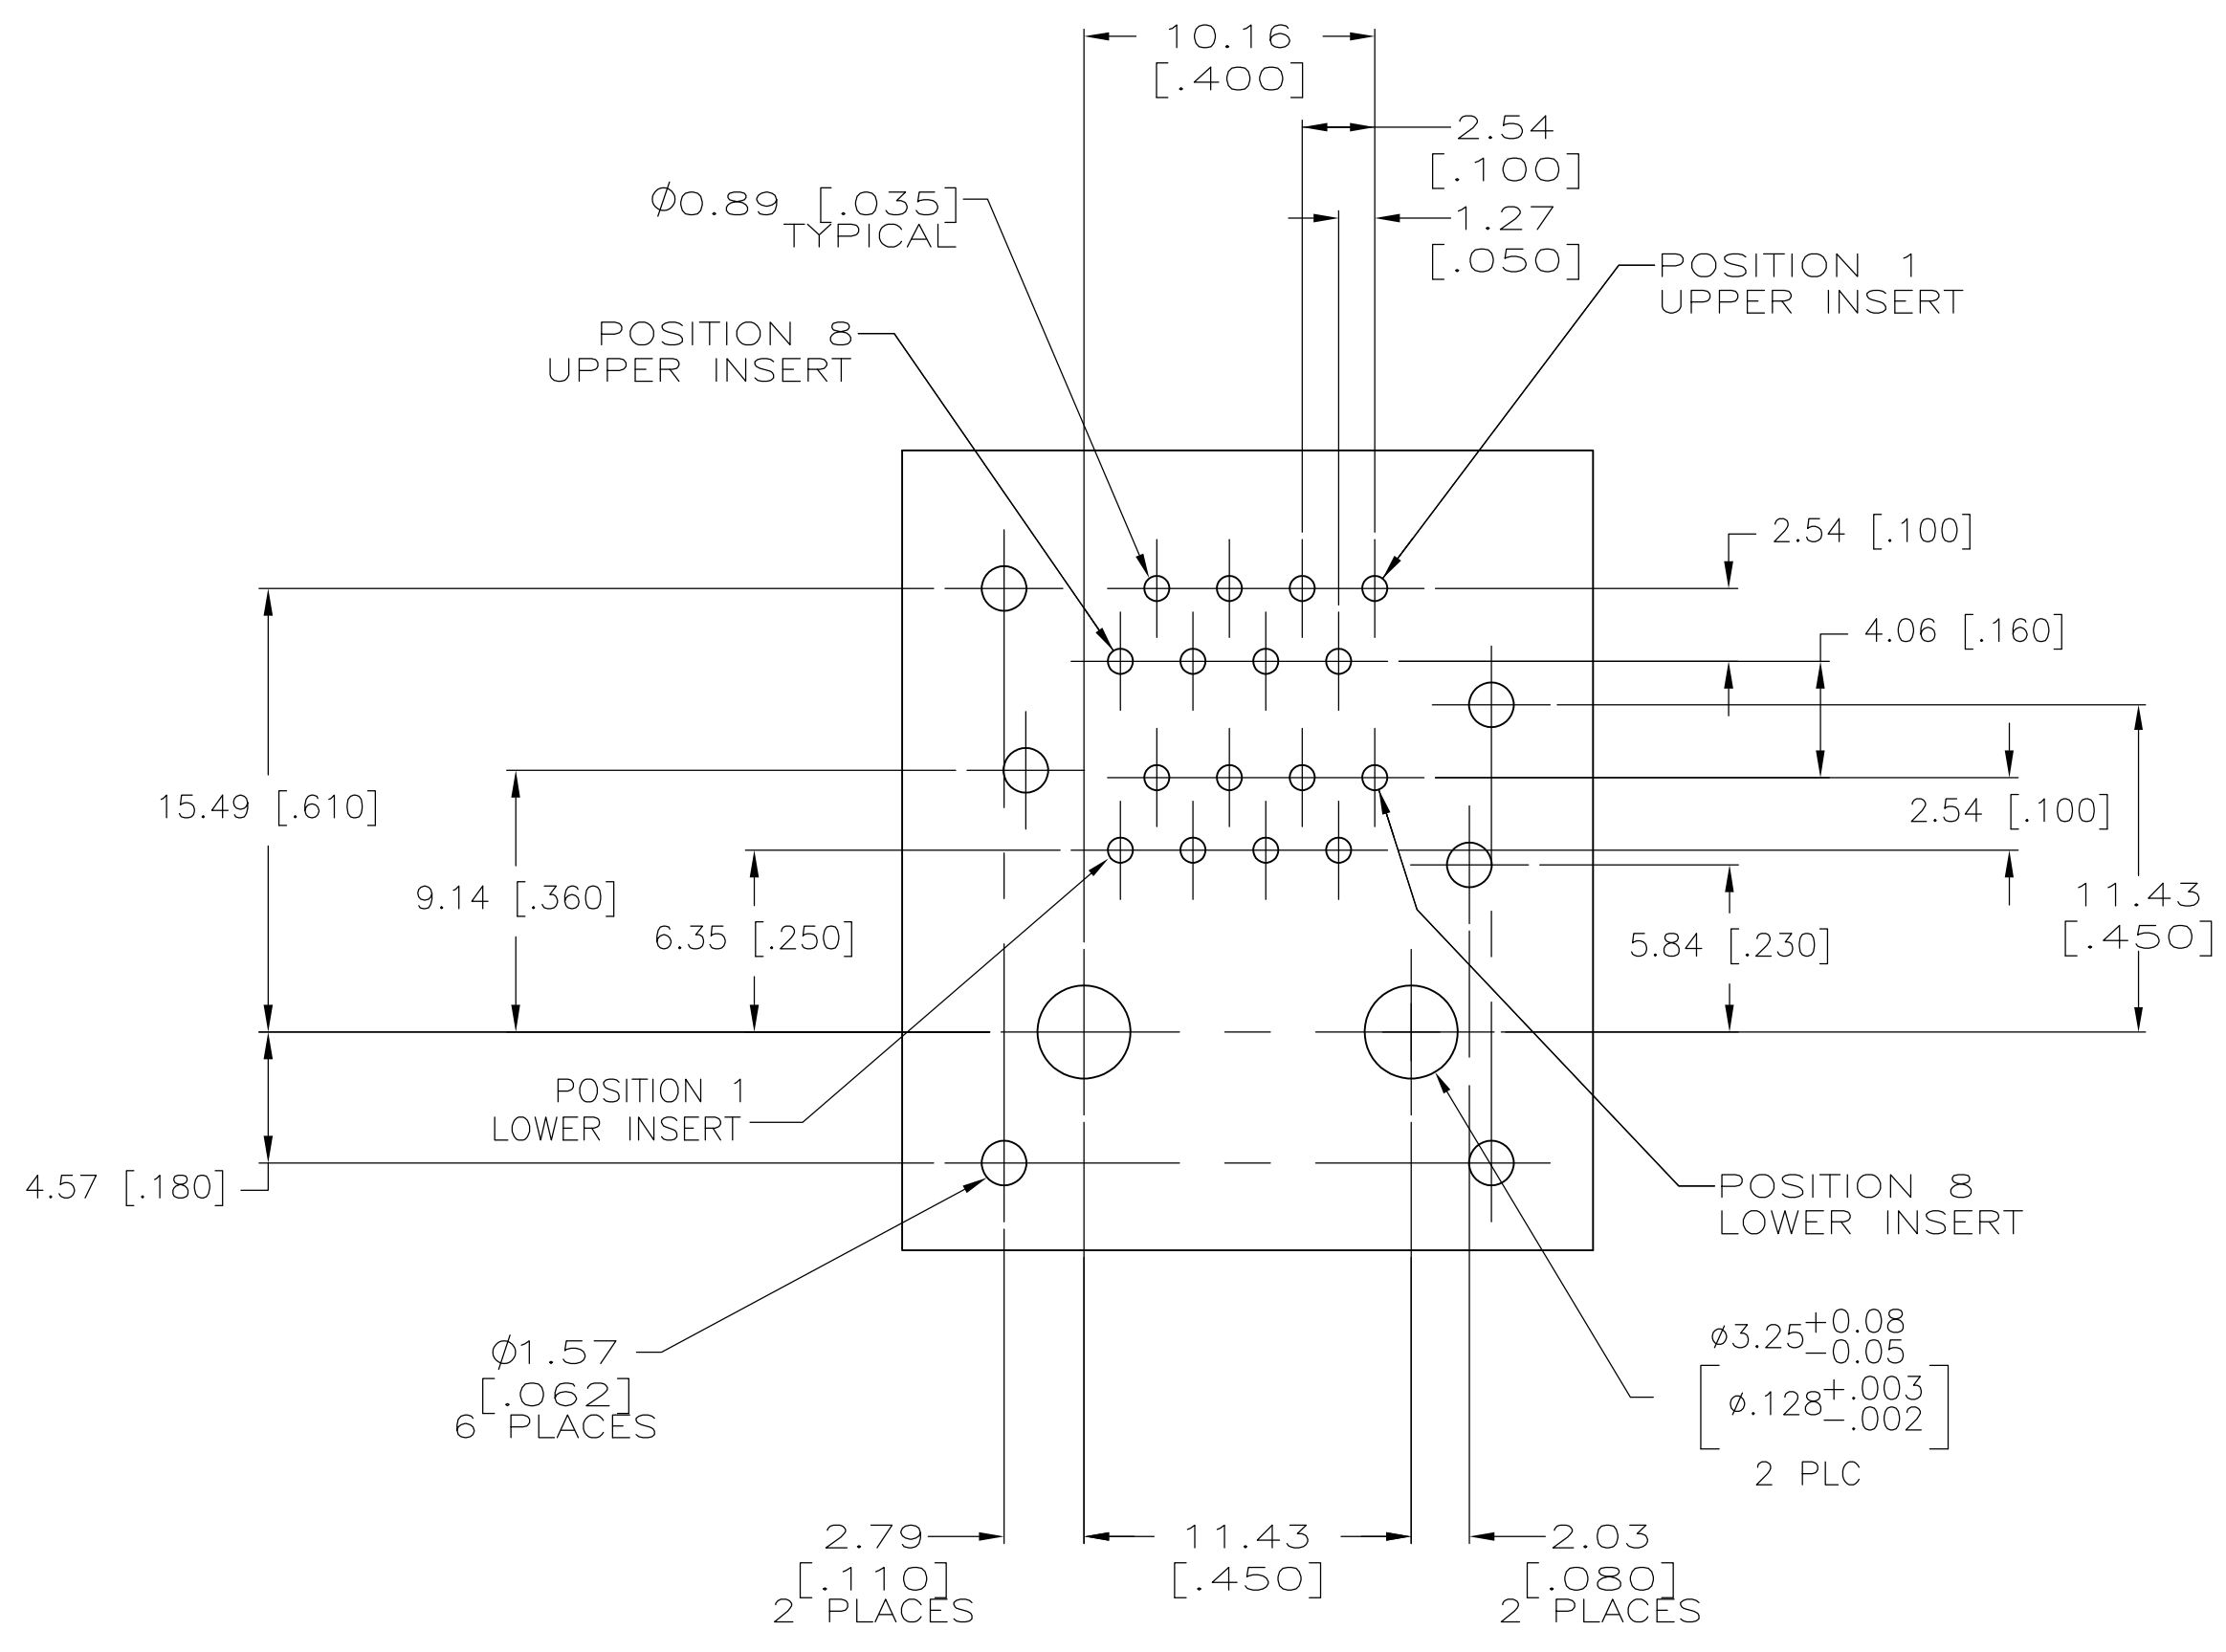 10.16
[.400]
2.54
[.100]
Ø0.89 [.035]
TYPICAL
1.27
[.050]
POSITION 1
UPPER INSERT
POSITION 8
UPPER INSERT
2.54 [.100]
4.06 [.160]
15.49 [.610]
2.54 [.100]
9.14 [.360]
11.43
[.450]
6.35 [.250]
5.84 [.230]
POSITION 1
LOWER INSERT
4.57 [.180]
POSITION 8
LOWER INSERT
Ø1.57
[.062]
6 PLACES
Ø3.25+0.08
-0.05
[Ø.128+.003
-.002]
2 PLC
2.79
[.110]
2 PLACES
11.43
[.450]
2.03
[.080]
2 PLACES